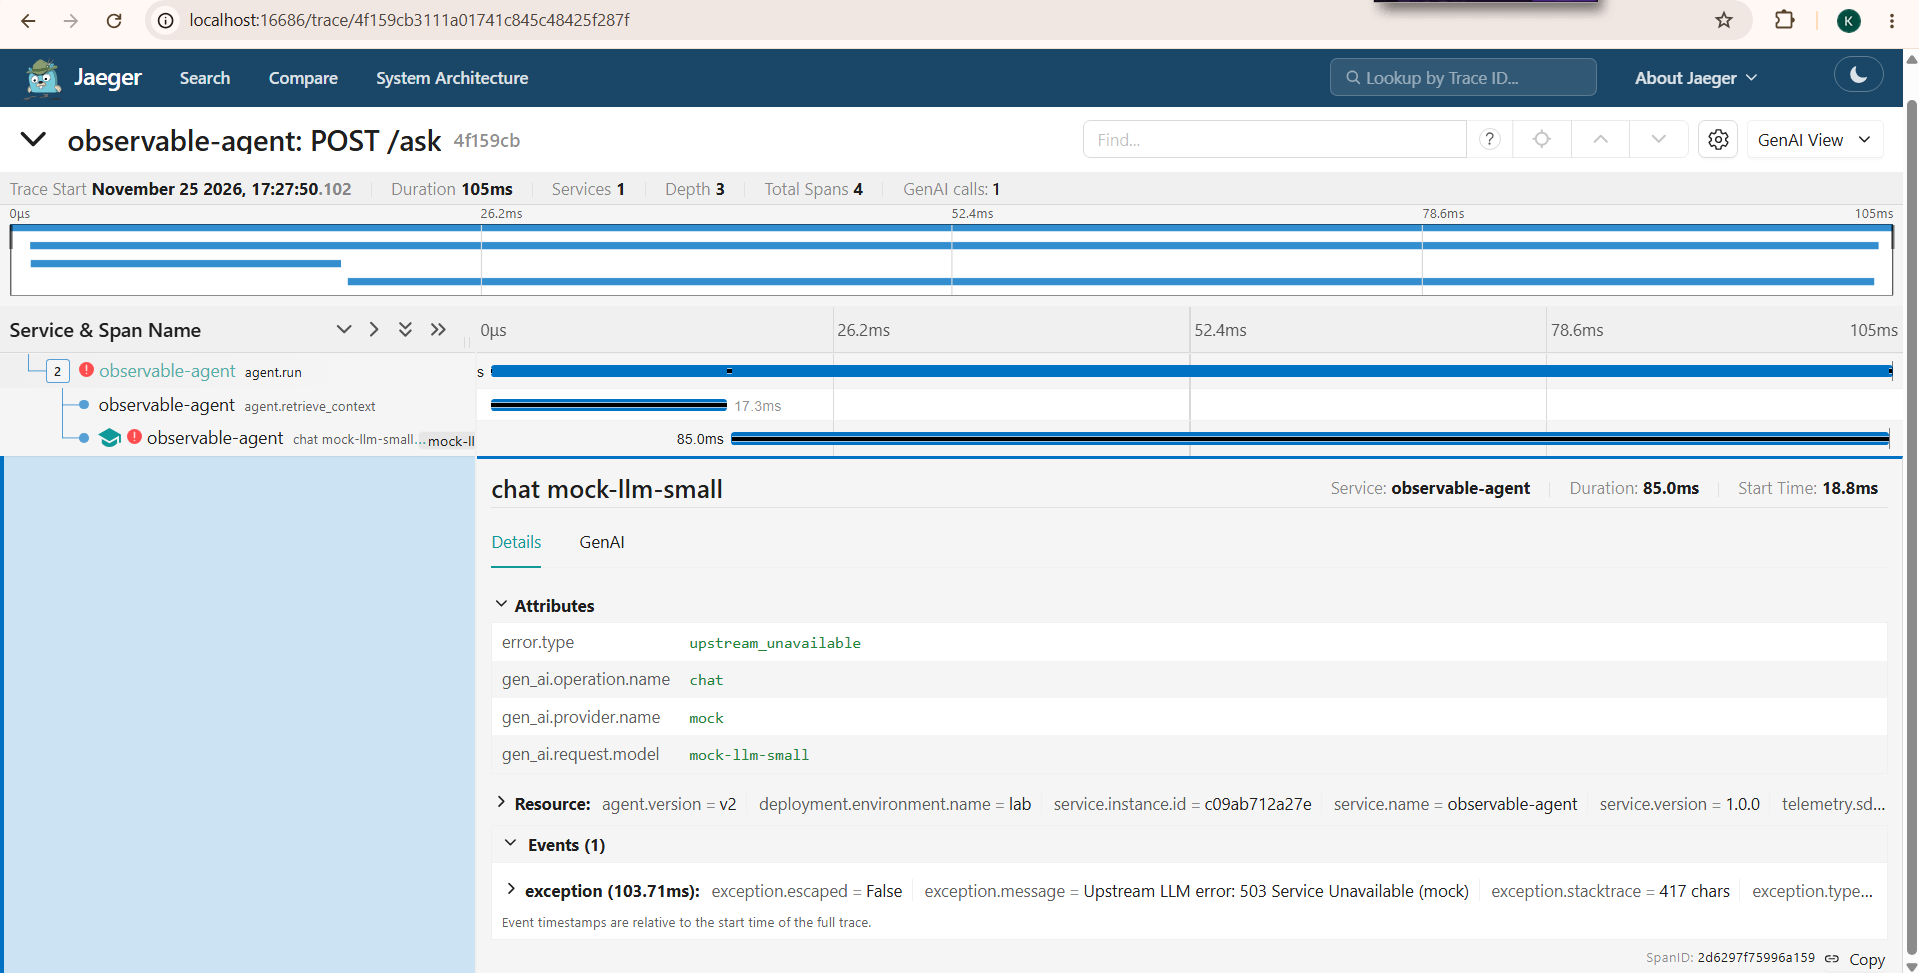 localhost:16686/trace/4f159cb3111a01741c845c48425f287f
K
Jaeger Search Compare System Architecture Lookup by Trace ID... About Jaeger
observable-agent: POST /ask 4f159cb Find... ? GenAI View
Trace Start November 25 2026, 17:27:50.102 Duration 105ms Services 1 Depth 3 Total Spans 4 GenAI calls: 1
0μs 26.2ms 52.4ms 78.6ms 105ms
Service & Span Name 0μs 26.2ms 52.4ms 78.6ms 105ms
2 observable-agent agent.run s
observable-agent agent.retrieve_context 17.3ms
observable-agent chat mock-llm-small... mock-ll 85.0ms
chat mock-llm-small Service: observable-agent Duration: 85.0ms Start Time: 18.8ms
Details GenAI
Attributes
error.type upstream_unavailable
gen_ai.operation.name chat
gen_ai.provider.name mock
gen_ai.request.model mock-llm-small
Resource: agent.version = v2 deployment.environment.name = lab service.instance.id = c09ab712a27e service.name = observable-agent service.version = 1.0.0 telemetry.sd...
Events (1)
exception (103.71ms): exception.escaped = False exception.message = Upstream LLM error: 503 Service Unavailable (mock) exception.stacktrace = 417 chars exception.type...
Event timestamps are relative to the start time of the full trace.
SpanID: 2d6297f75996a159 Copy